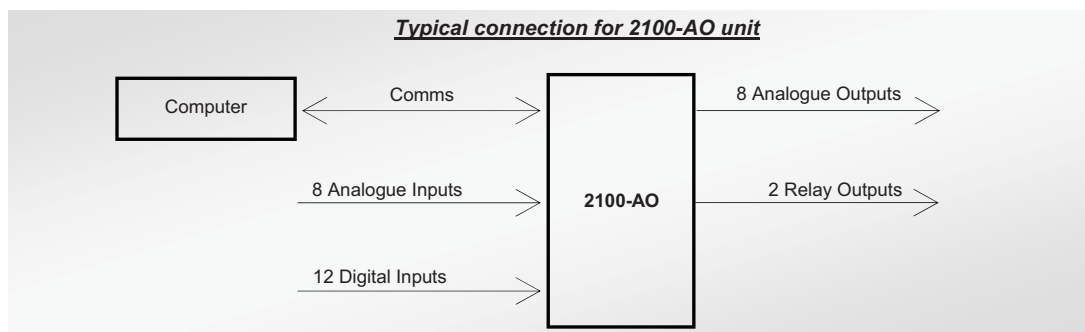 Typical connection for 2100-AO unit
Computer
Comms
8 Analogue Outputs
8 Analogue Inputs
2100-AO
2 Relay Outputs
12 Digital Inputs